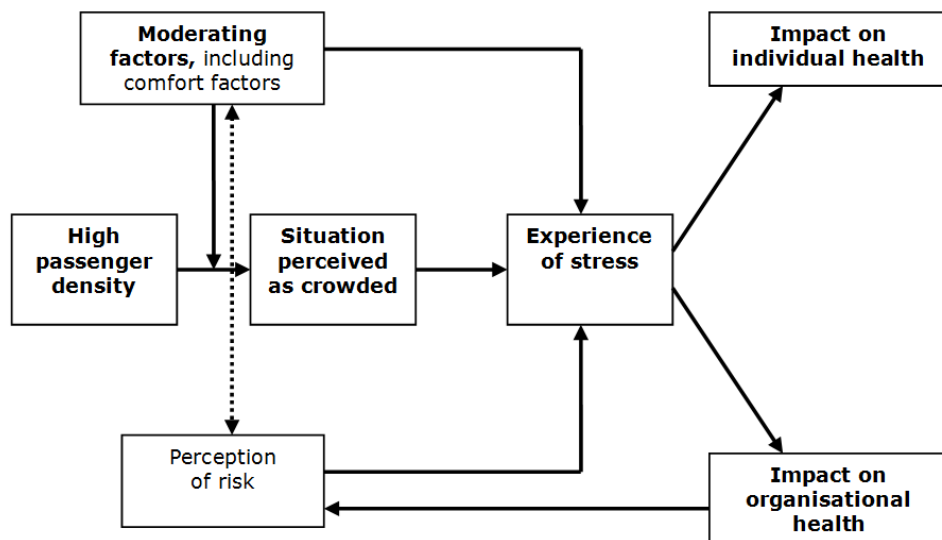 Moderating
factors, including
comfort factors
Impact on
individual health
High
passenger
density
Situation
perceived
as crowded
Experience
of stress
Perception
of risk
Impact on
organisational
health